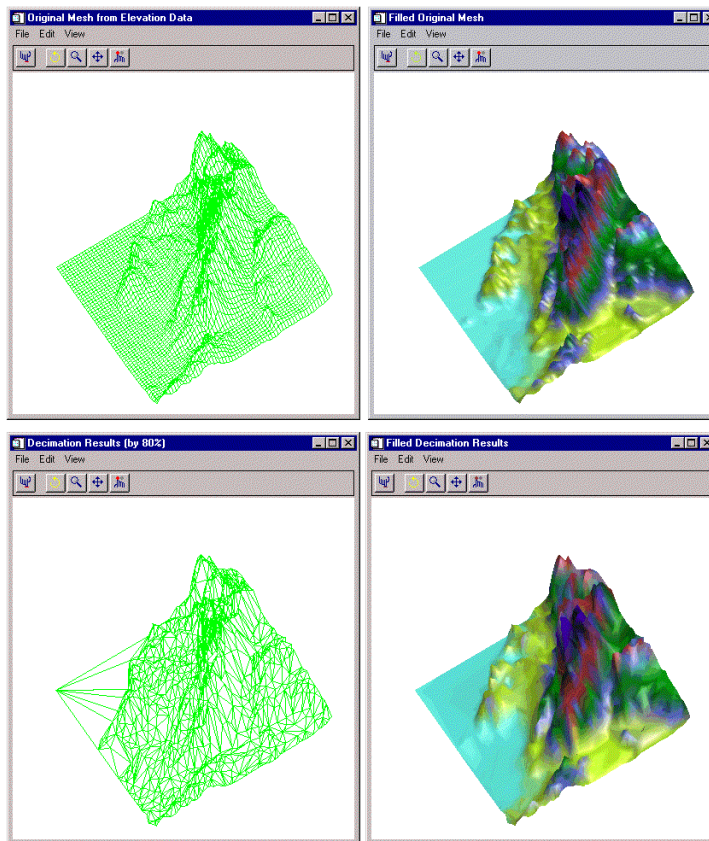 Original Mesh from Elevation Data
File Edit View
Filled Original Mesh
File Edit View
Decimation Results (by 80%)
File Edit View
Filled Decimation Results
File Edit View